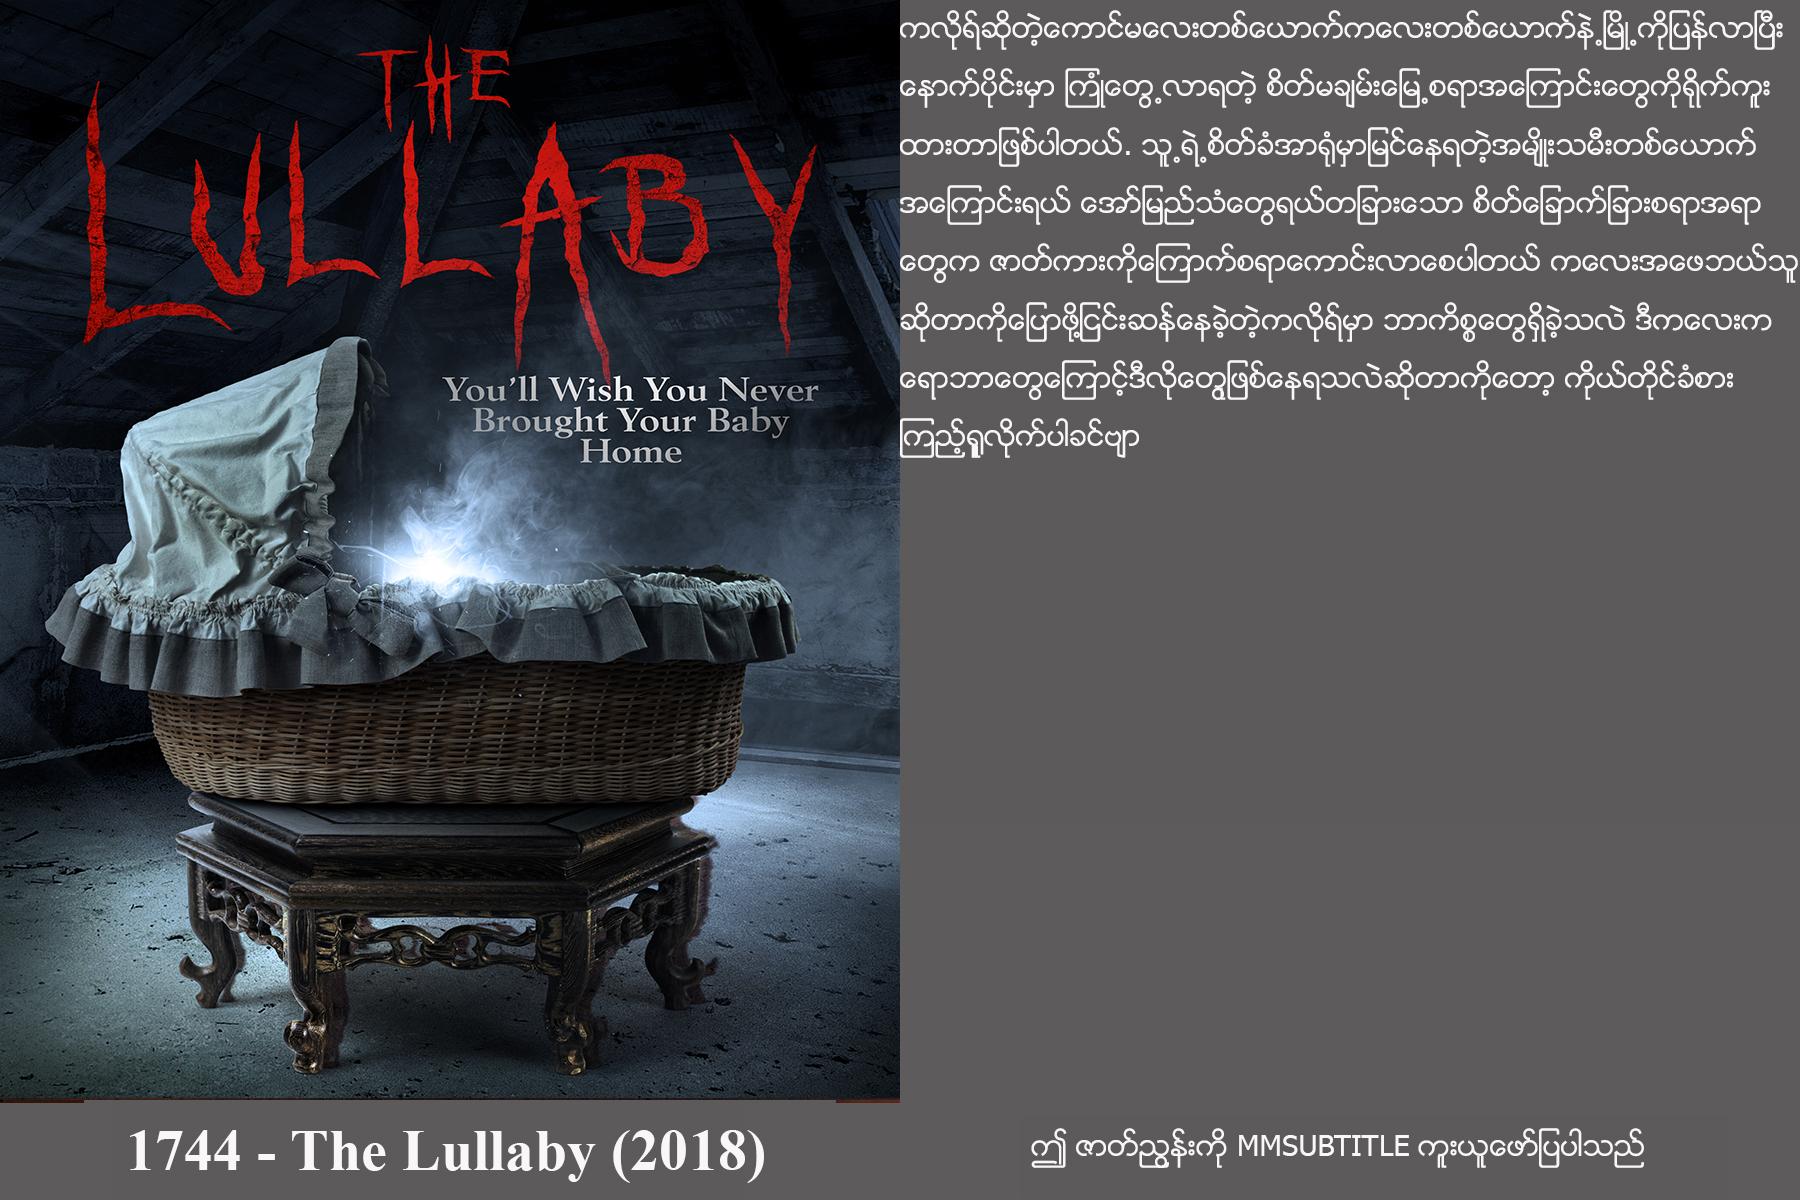 THE
LULLABY
You'll Wish You Never
Brought Your Baby
Home
ကလိုရ်ဆိုတဲ့ကောင်မလေးတစ်ယောက်ကလေးတစ်ယောက်နဲ့မြို့ကိုပြန်လာပြီး
နောက်ပိုင်းမှာ ကြုံတွေ့လာရတဲ့ စိတ်မချမ်းမြေ့စရာအကြောင်းတွေကိုရိုက်ကူး
ထားတာဖြစ်ပါတယ်. သူ့ရဲ့စိတ်ခံအာရုံမှာမြင်နေရတဲ့အမျိုးသမီးတစ်ယောက်
အကြောင်းရယ် အော်မြည်သံတွေရယ်တခြားသော စိတ်ခြောက်ခြားစရာအရာ
တွေက ဇာတ်ကားကိုကြောက်စရာကောင်းလာစေပါတယ် ကလေးအဖေဘယ်သူ
ဆိုတာကိုပြောဖို့ငြင်းဆန်နေခဲ့တဲ့ကလိုရ်မှာ ဘာကိစ္စတွေရှိခဲ့သလဲ ဒီကလေးက
ရောဘာတွေကြောင့်ဒီလိုတွေဖြစ်နေရသလဲဆိုတာကိုတော့ ကိုယ်တိုင်ခံစား
ကြည့်ရှုလိုက်ပါခင်ဗျာ
1744 - The Lullaby (2018)
ဤ ဇာတ်ညွှန်းကို MMSUBTITLE ကူးယူဖော်ပြပါသည်